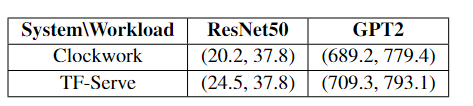 System\Workload ResNet50 GPT2
Clockwork (20.2, 37.8) (689.2, 779.4)
TF-Serve (24.5, 37.8) (709.3, 793.1)